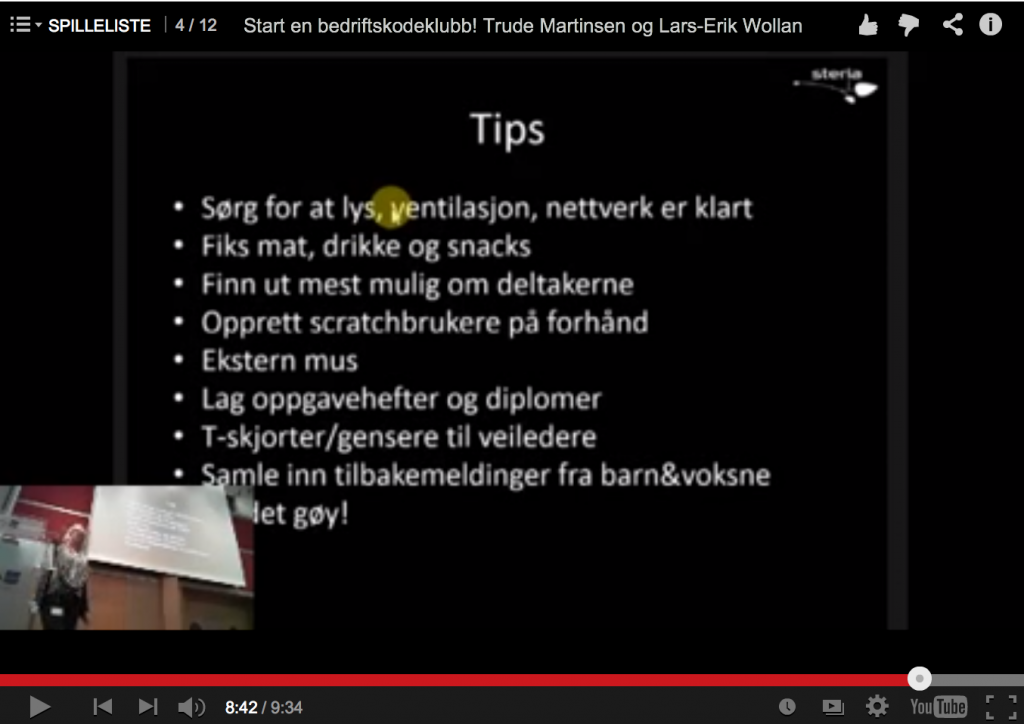 SPILLELISTE 4 / 12 Start en bedriftskodeklubb! Trude Martinsen og Lars-Erik Wollan
steria
Tips
• Sørg for at lys, ventilasjon, nettverk er klart
• Fiks mat, drikke og snacks
• Finn ut mest mulig om deltakerne
• Opprett scratchbrukere på forhånd
• Ekstern mus
• Lag oppgavehefter og diplomer
• T-skjorter/gensere til veiledere
• Samle inn tilbakemeldinger fra barn&voksne
det gøy!
8:42 / 9:34 YouTube